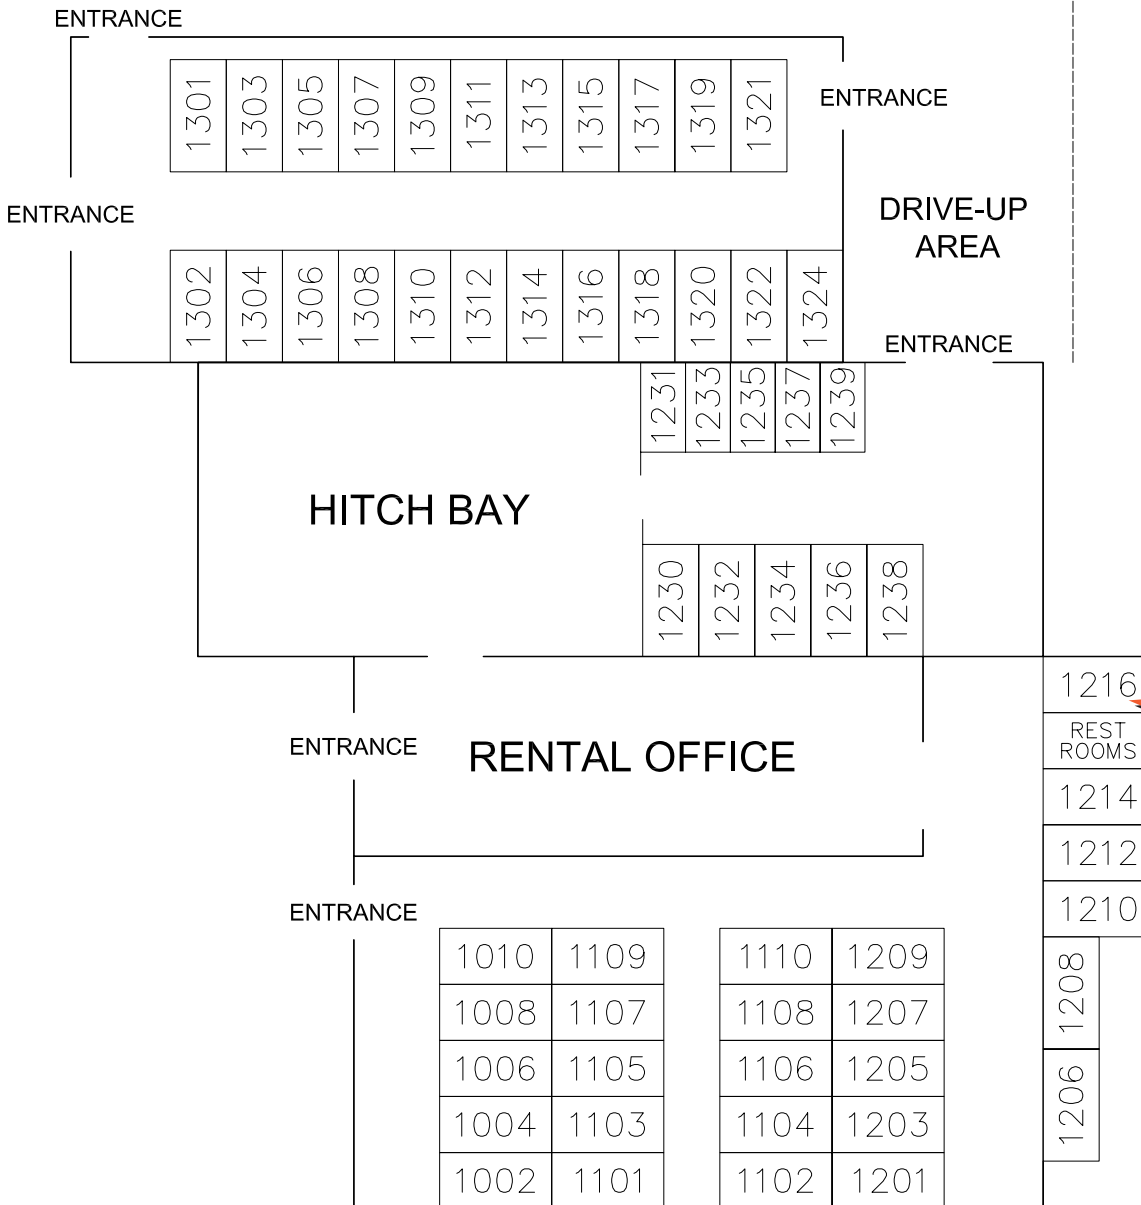 ENTRANCE
1301 1303 1305 1307 1309 1311 1313 1315 1317 1319 1321
ENTRANCE
ENTRANCE
DRIVE-UP
AREA
1302 1304 1306 1308 1310 1312 1314 1316 1318 1320 1322 1324
ENTRANCE
1231 1233 1235 1237 1239
HITCH BAY
1230 1232 1234 1236 1238
1216
REST
ROOMS
ENTRANCE
RENTAL OFFICE
1214
1212
1210
ENTRANCE
1010 1109 1110 1209
1208
1008 1107 1108 1207
1006 1105 1106 1205
1206
1004 1103 1104 1203
1002 1101 1102 1201